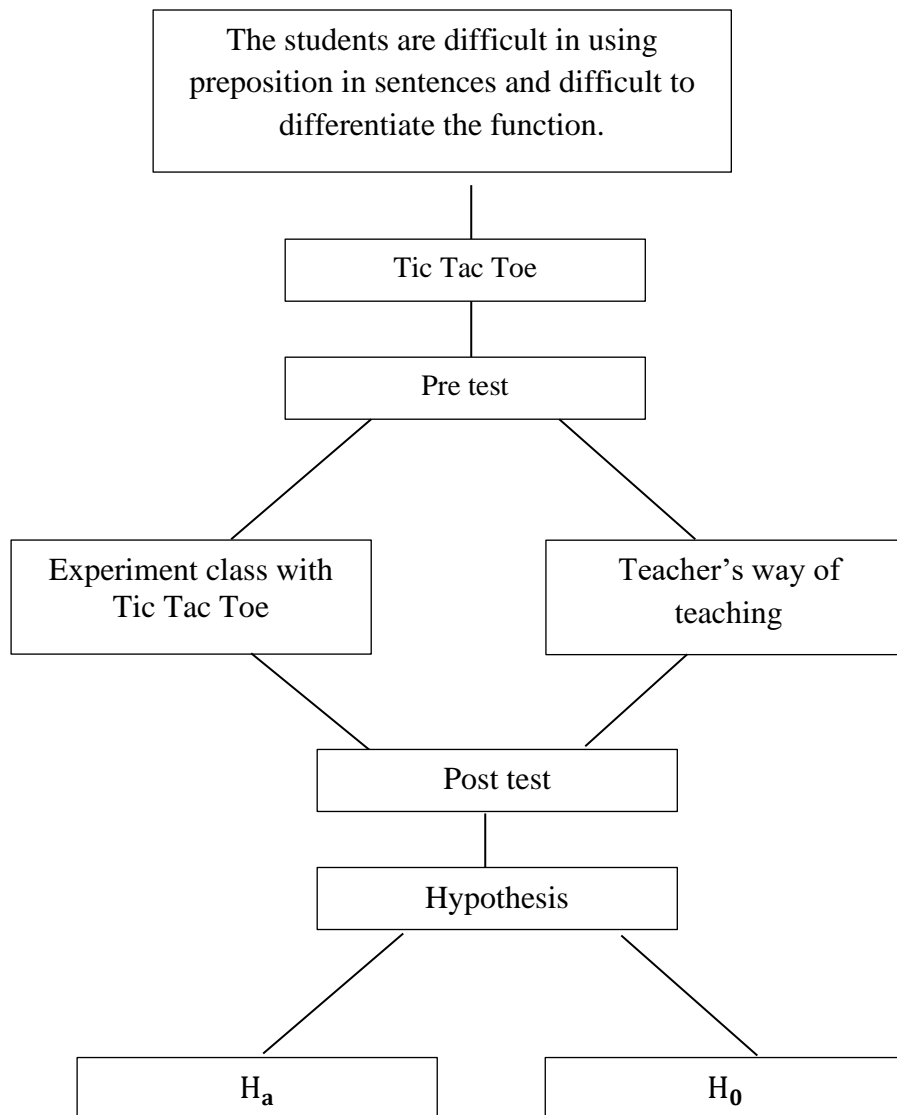 The students are difficult in using
preposition in sentences and difficult to
differentiate the function.
Tic Tac Toe
Pre test
Experiment class with
Tic Tac Toe
Teacher’s way of
teaching
Post test
Hypothesis
Hₐ
H₀